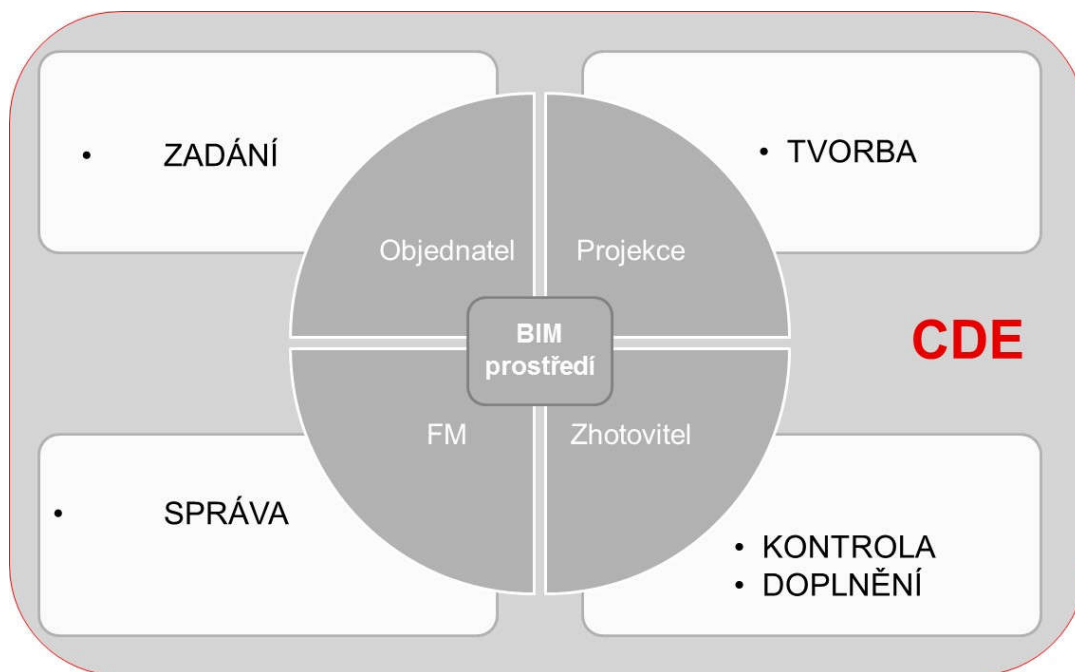 • ZADÁNÍ
• TVORBA
Objednatel
Projekce
BIM
prostředí
CDE
FM
Zhotovitel
• SPRÁVA
• KONTROLA
• DOPLNĚNÍ